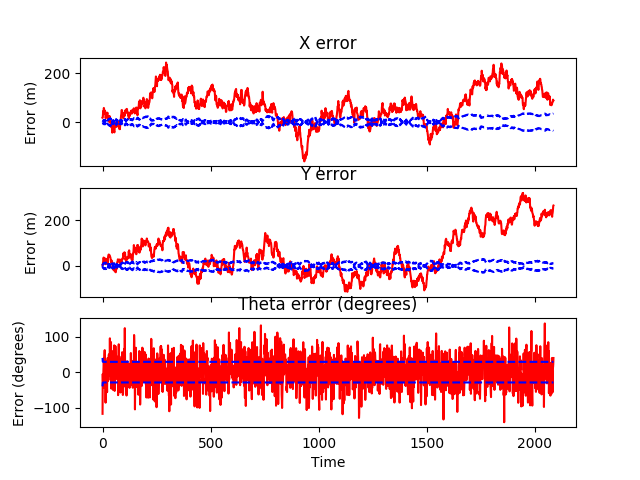 X error
200
0
Error (m)
Y error
200
0
Error (m)
Theta error (degrees)
100
0
−100
Error (degrees)
0 500 1000 1500 2000
Time